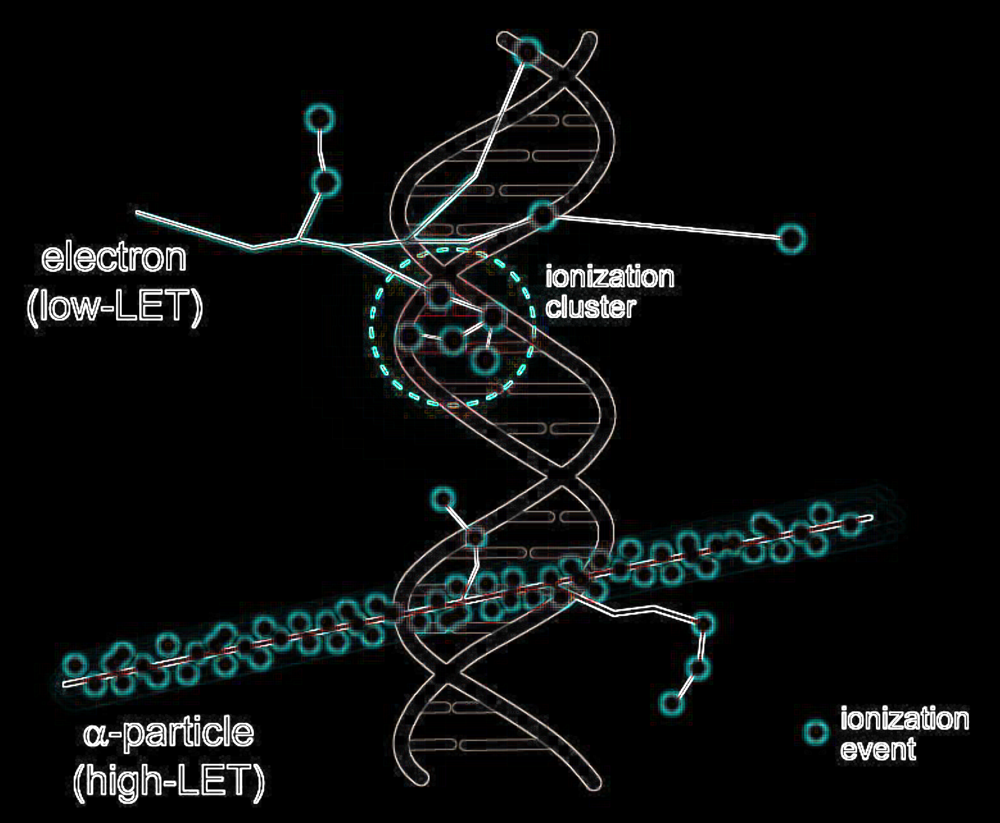 electron
(low-LET)
ionization
cluster
α-particle
(high-LET)
ionization
event